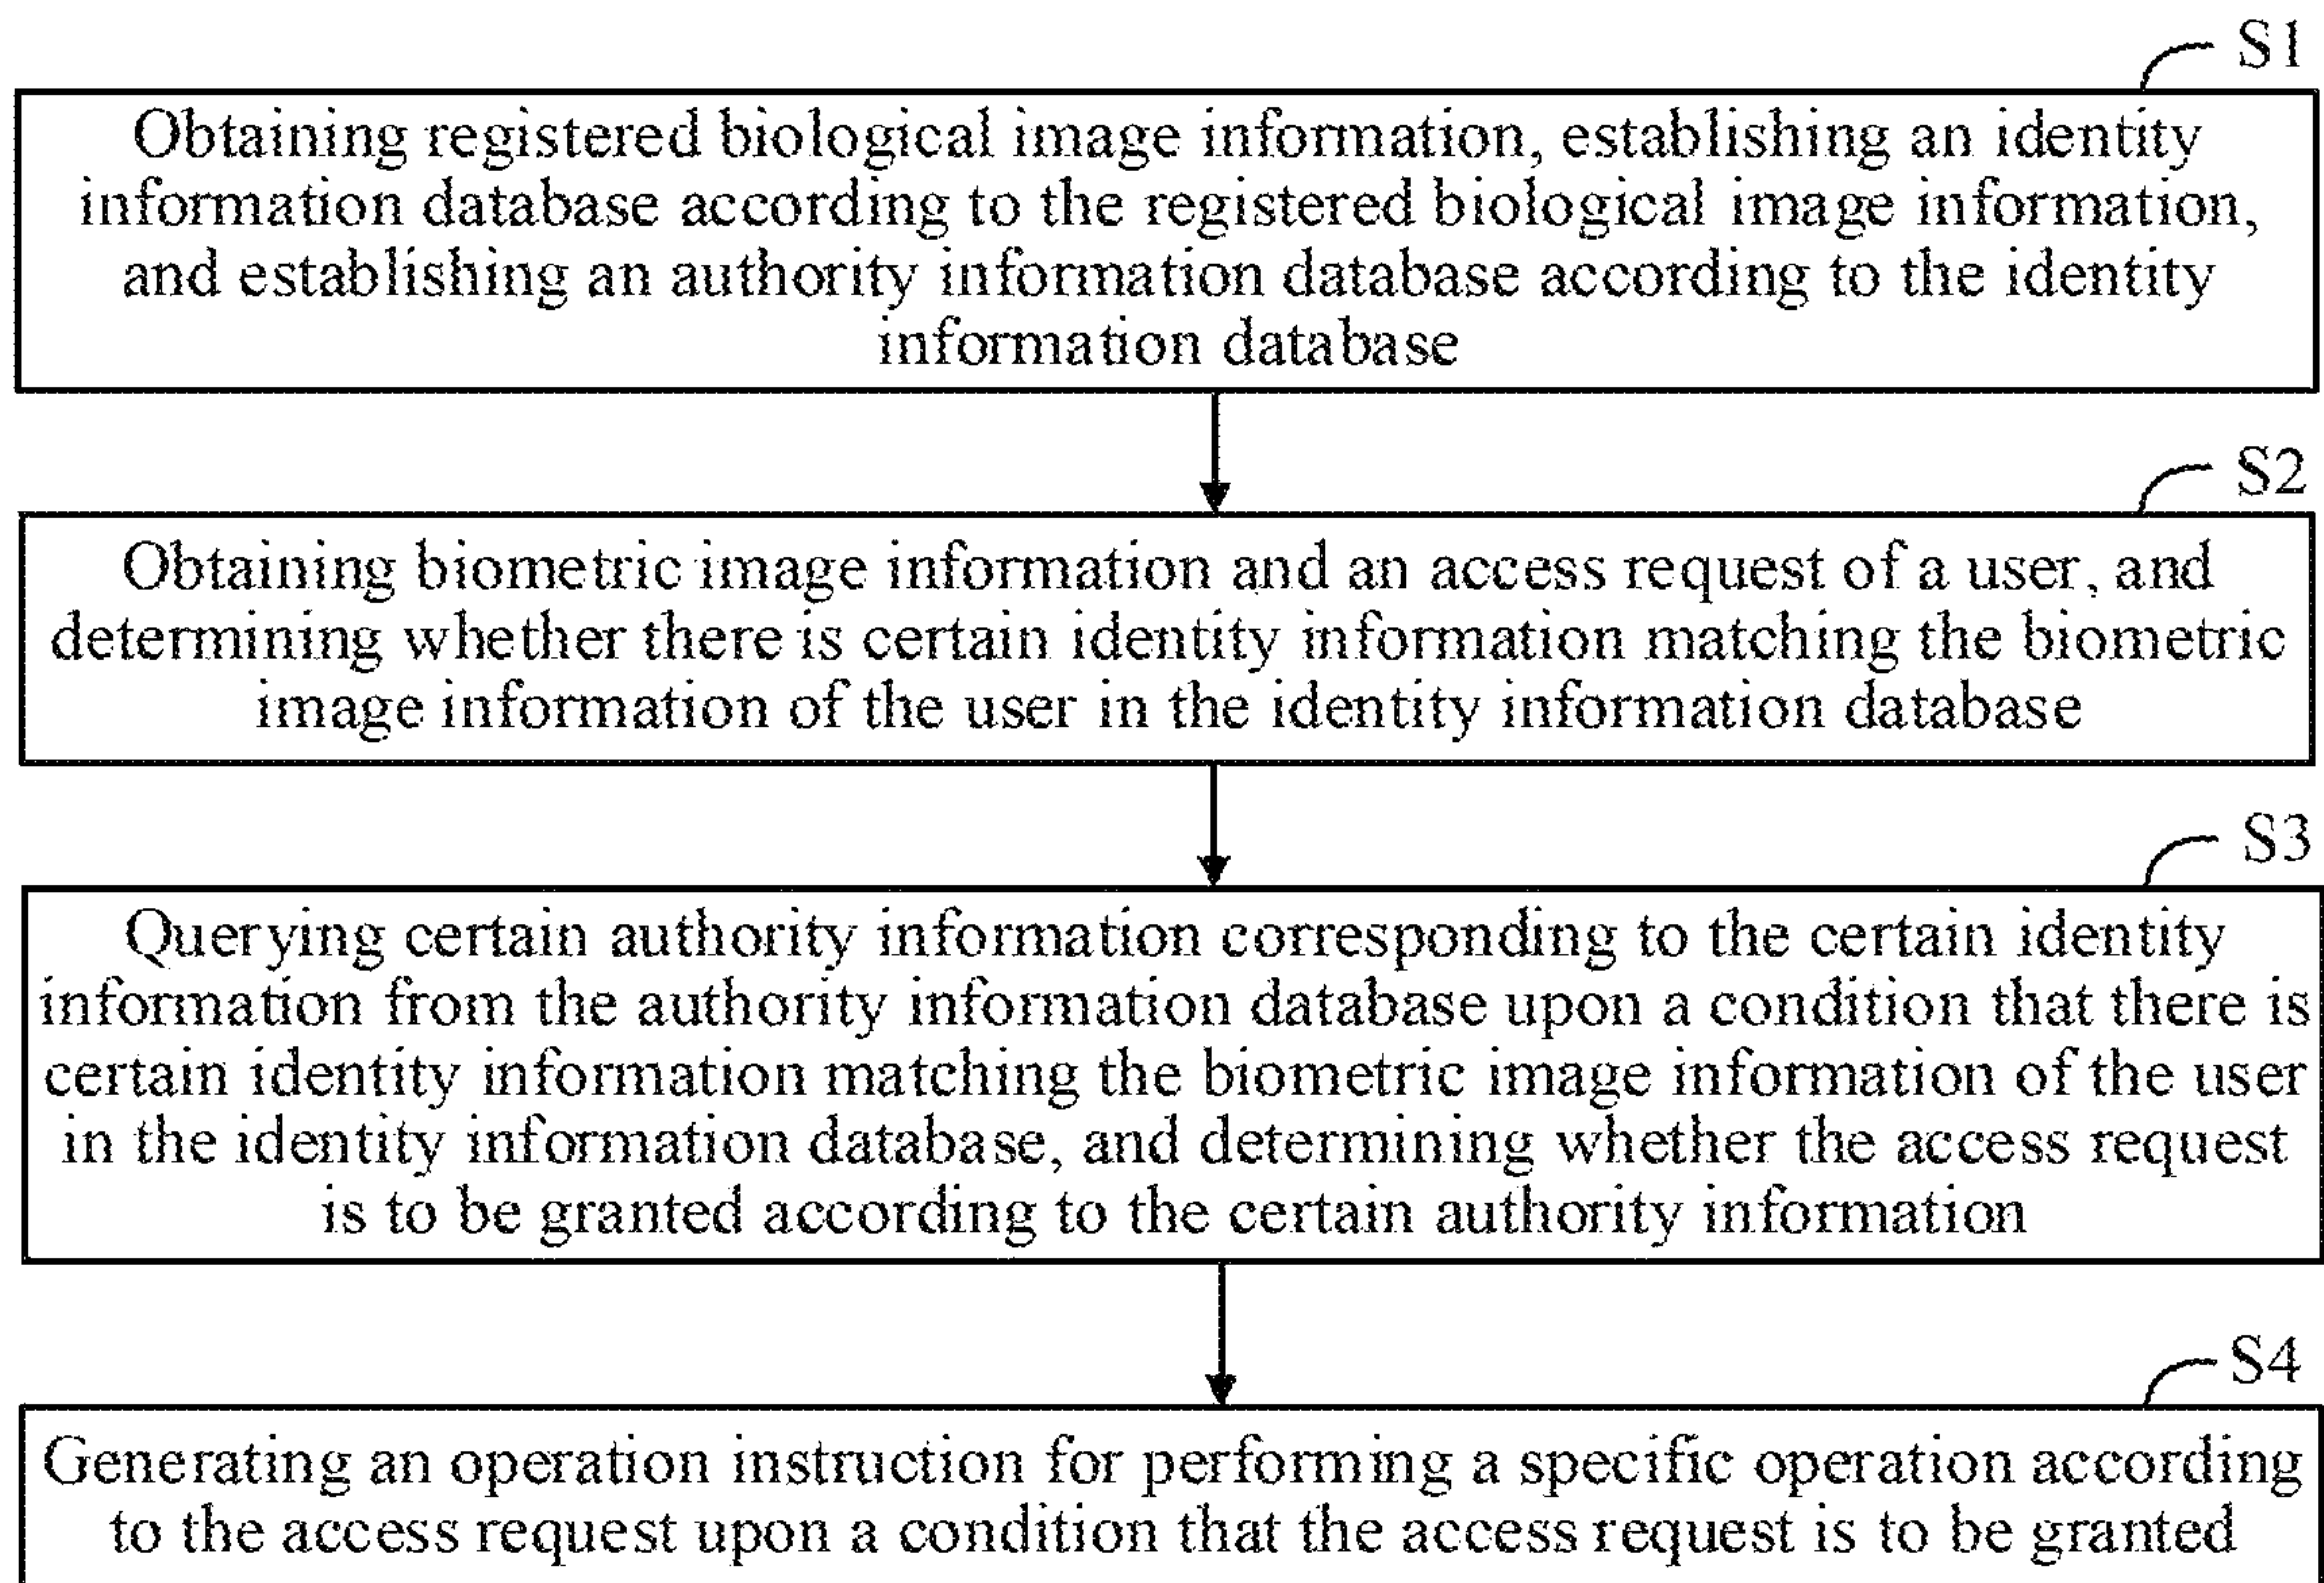 S1
Obtaining registered biological image information, establishing an identity
information database according to the registered biological image information,
and establishing an authority information database according to the identity
information database
S2
Obtaining biometric image information and an access request of a user, and
determining whether there is certain identity information matching the biometric
image information of the user in the identity information database
S3
Querying certain authority information corresponding to the certain identity
information from the authority information database upon a condition that there is
certain identity information matching the biometric image information of the user
in the identity information database, and determining whether the access request
is to be granted according to the certain authority information
S4
Generating an operation instruction for performing a specific operation according
to the access request upon a condition that the access request is to be granted